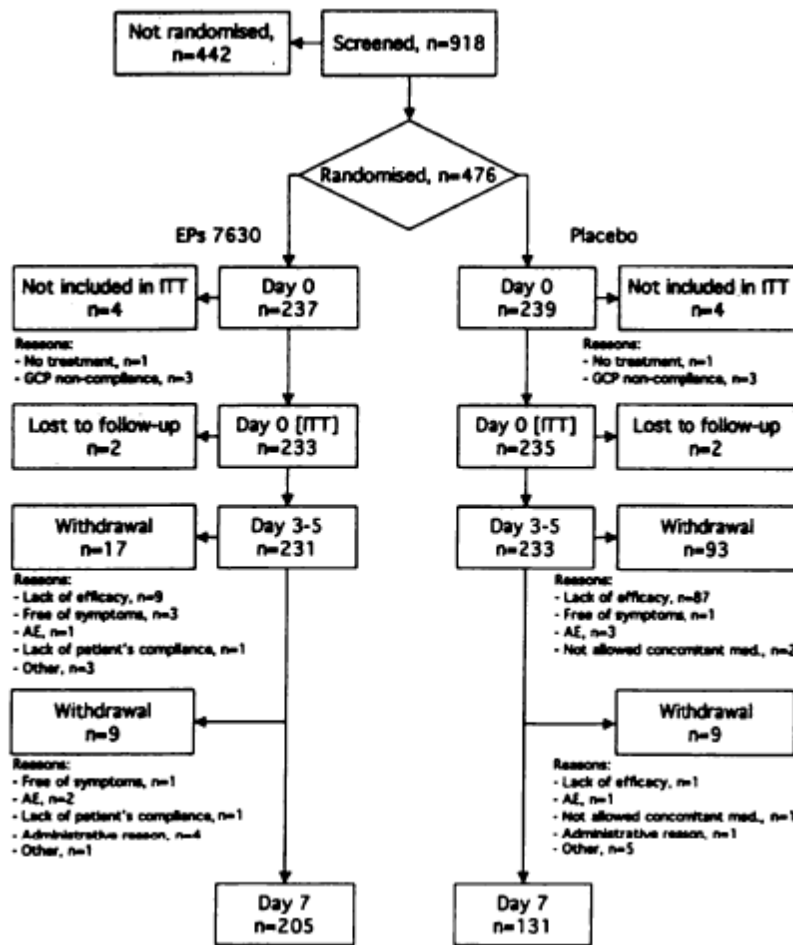 Not randomised,
n=442
Screened, n=918
Randomised, n=476
EPs 7630
Placebo
Not included in ITT
n=4
Day 0
n=237
Day 0
n=239
Not included in ITT
n=4
Reasons:
- No treatment, n=1
- GCP non-compliance, n=3
Reasons:
- No treatment, n=1
- GCP non-compliance, n=3
Lost to follow-up
n=2
Day 0 [ITT]
n=233
Day 0 [ITT]
n=235
Lost to follow-up
n=2
Withdrawal
n=17
Day 3-5
n=231
Day 3-5
n=233
Withdrawal
n=93
Reasons:
- Lack of efficacy, n=9
- Free of symptoms, n=3
- AE, n=1
- Lack of patient's compliance, n=1
- Other, n=3
Reasons:
- Lack of efficacy, n=87
- Free of symptoms, n=1
- AE, n=3
- Not allowed concomitant med., n=2
Withdrawal
n=9
Withdrawal
n=9
Reasons:
- Free of symptoms, n=1
- AE, n=2
- Lack of patient's compliance, n=1
- Administrative reason, n=4
- Other, n=1
Reasons:
- Lack of efficacy, n=1
- AE, n=1
- Not allowed concomitant med., n=1
- Administrative reason, n=1
- Other, n=5
Day 7
n=205
Day 7
n=131